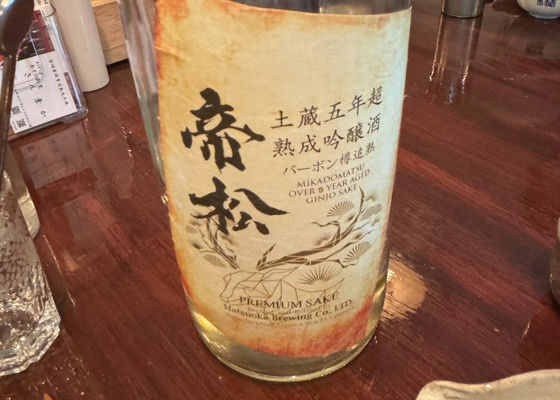 帝松
土蔵五年超
熟成吟醸酒
バーボン樽追熟
MIKADOMATSU
OVER 5 YEAR AGED
GINJO SAKE
PREMIUM SAKE
Matsuoka Brewing Co., LTD.